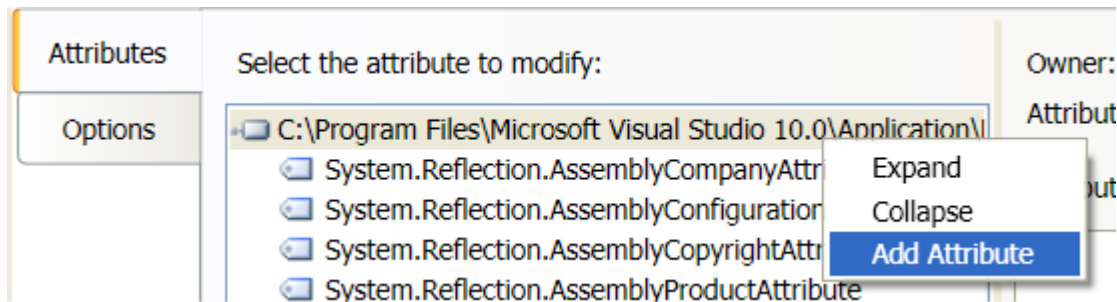 Attributes
Options
Select the attribute to modify:
C:\Program Files\Microsoft Visual Studio 10.0\Application\
System.Reflection.AssemblyCompanyAttri
System.Reflection.AssemblyConfiguration
System.Reflection.AssemblyCopyrightAttr
System.Reflection.AssemblyProductAttribute
Expand
Collapse
Add Attribute
Owner:
Attribut